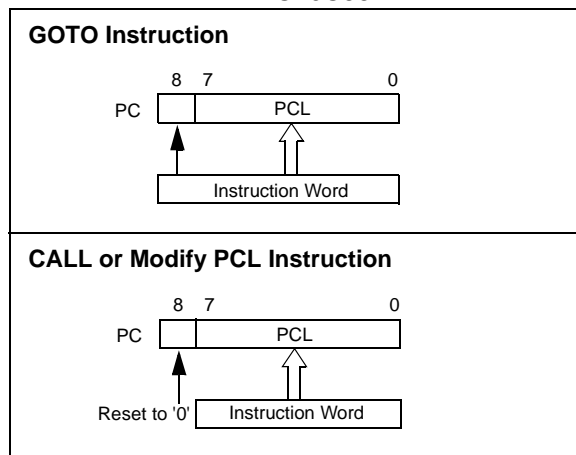 GOTO Instruction
8 7 0
PC PCL
Instruction Word
CALL or Modify PCL Instruction
8 7 0
PC PCL
Reset to '0' Instruction Word